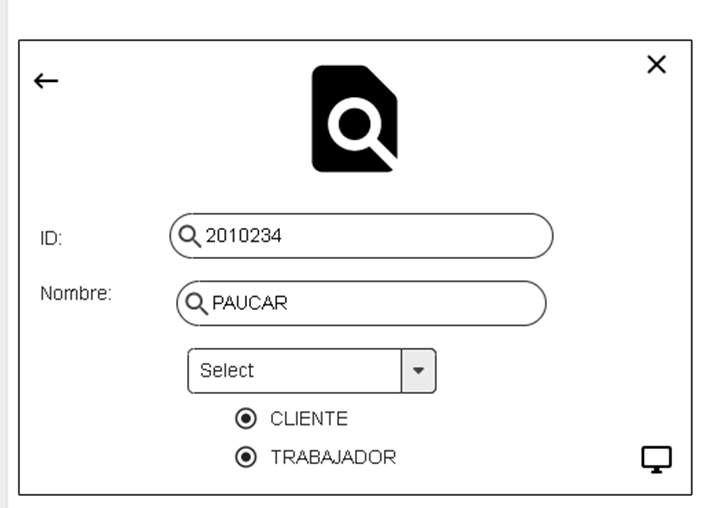 ID: 2010234
Nombre: PAUCAR
Select
CLIENTE
TRABAJADOR